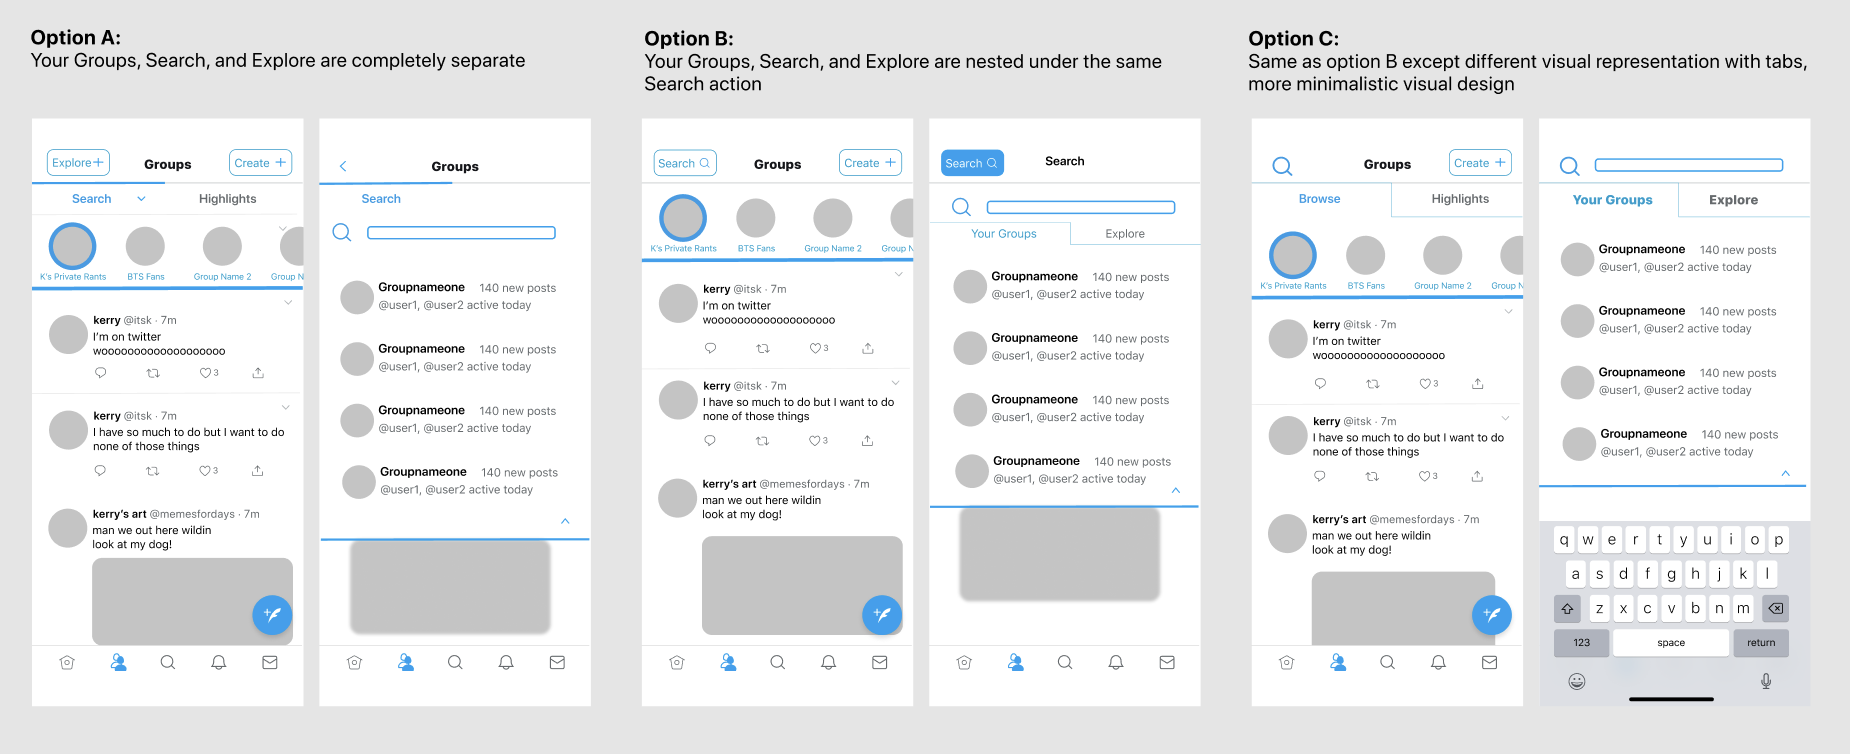 Option A:
Your Groups, Search, and Explore are completely separate
Explore+
Groups
Create +
Search
Highlights
K's Private Rants
BTS Fans
Group Name 2
Group N
kerry @itsk · 7m
I'm on twitter
wooooooooooooooooooo
3
kerry @itsk · 7m
I have so much to do but I want to do
none of those things
3
kerry's art @memesfordays · 7m
man we out here wildin
look at my dog!
Groups
Search
Groupnameone 140 new posts
@user1, @user2 active today
Groupnameone 140 new posts
@user1, @user2 active today
Groupnameone 140 new posts
@user1, @user2 active today
Groupnameone 140 new posts
@user1, @user2 active today
Option B:
Your Groups, Search, and Explore are nested under the same
Search action
Search
Groups
Create +
K's Private Rants
BTS Fans
Group Name 2
Group N
kerry @itsk · 7m
I'm on twitter
wooooooooooooooooooo
3
kerry @itsk · 7m
I have so much to do but I want to do
none of those things
3
kerry's art @memesfordays · 7m
man we out here wildin
look at my dog!
Search
Search
Your Groups
Explore
Groupnameone 140 new posts
@user1, @user2 active today
Groupnameone 140 new posts
@user1, @user2 active today
Groupnameone 140 new posts
@user1, @user2 active today
Groupnameone 140 new posts
@user1, @user2 active today
Option C:
Same as option B except different visual representation with tabs,
more minimalistic visual design
Groups
Create +
Browse
Highlights
K's Private Rants
BTS Fans
Group Name 2
Group N
kerry @itsk · 7m
I'm on twitter
wooooooooooooooooooo
3
kerry @itsk · 7m
I have so much to do but I want to do
none of those things
3
kerry's art @memesfordays · 7m
man we out here wildin
look at my dog!
Your Groups
Explore
Groupnameone 140 new posts
@user1, @user2 active today
Groupnameone 140 new posts
@user1, @user2 active today
Groupnameone 140 new posts
@user1, @user2 active today
Groupnameone 140 new posts
@user1, @user2 active today
q w e r t y u i o p
a s d f g h j k l
z x c v b n m
123 space return